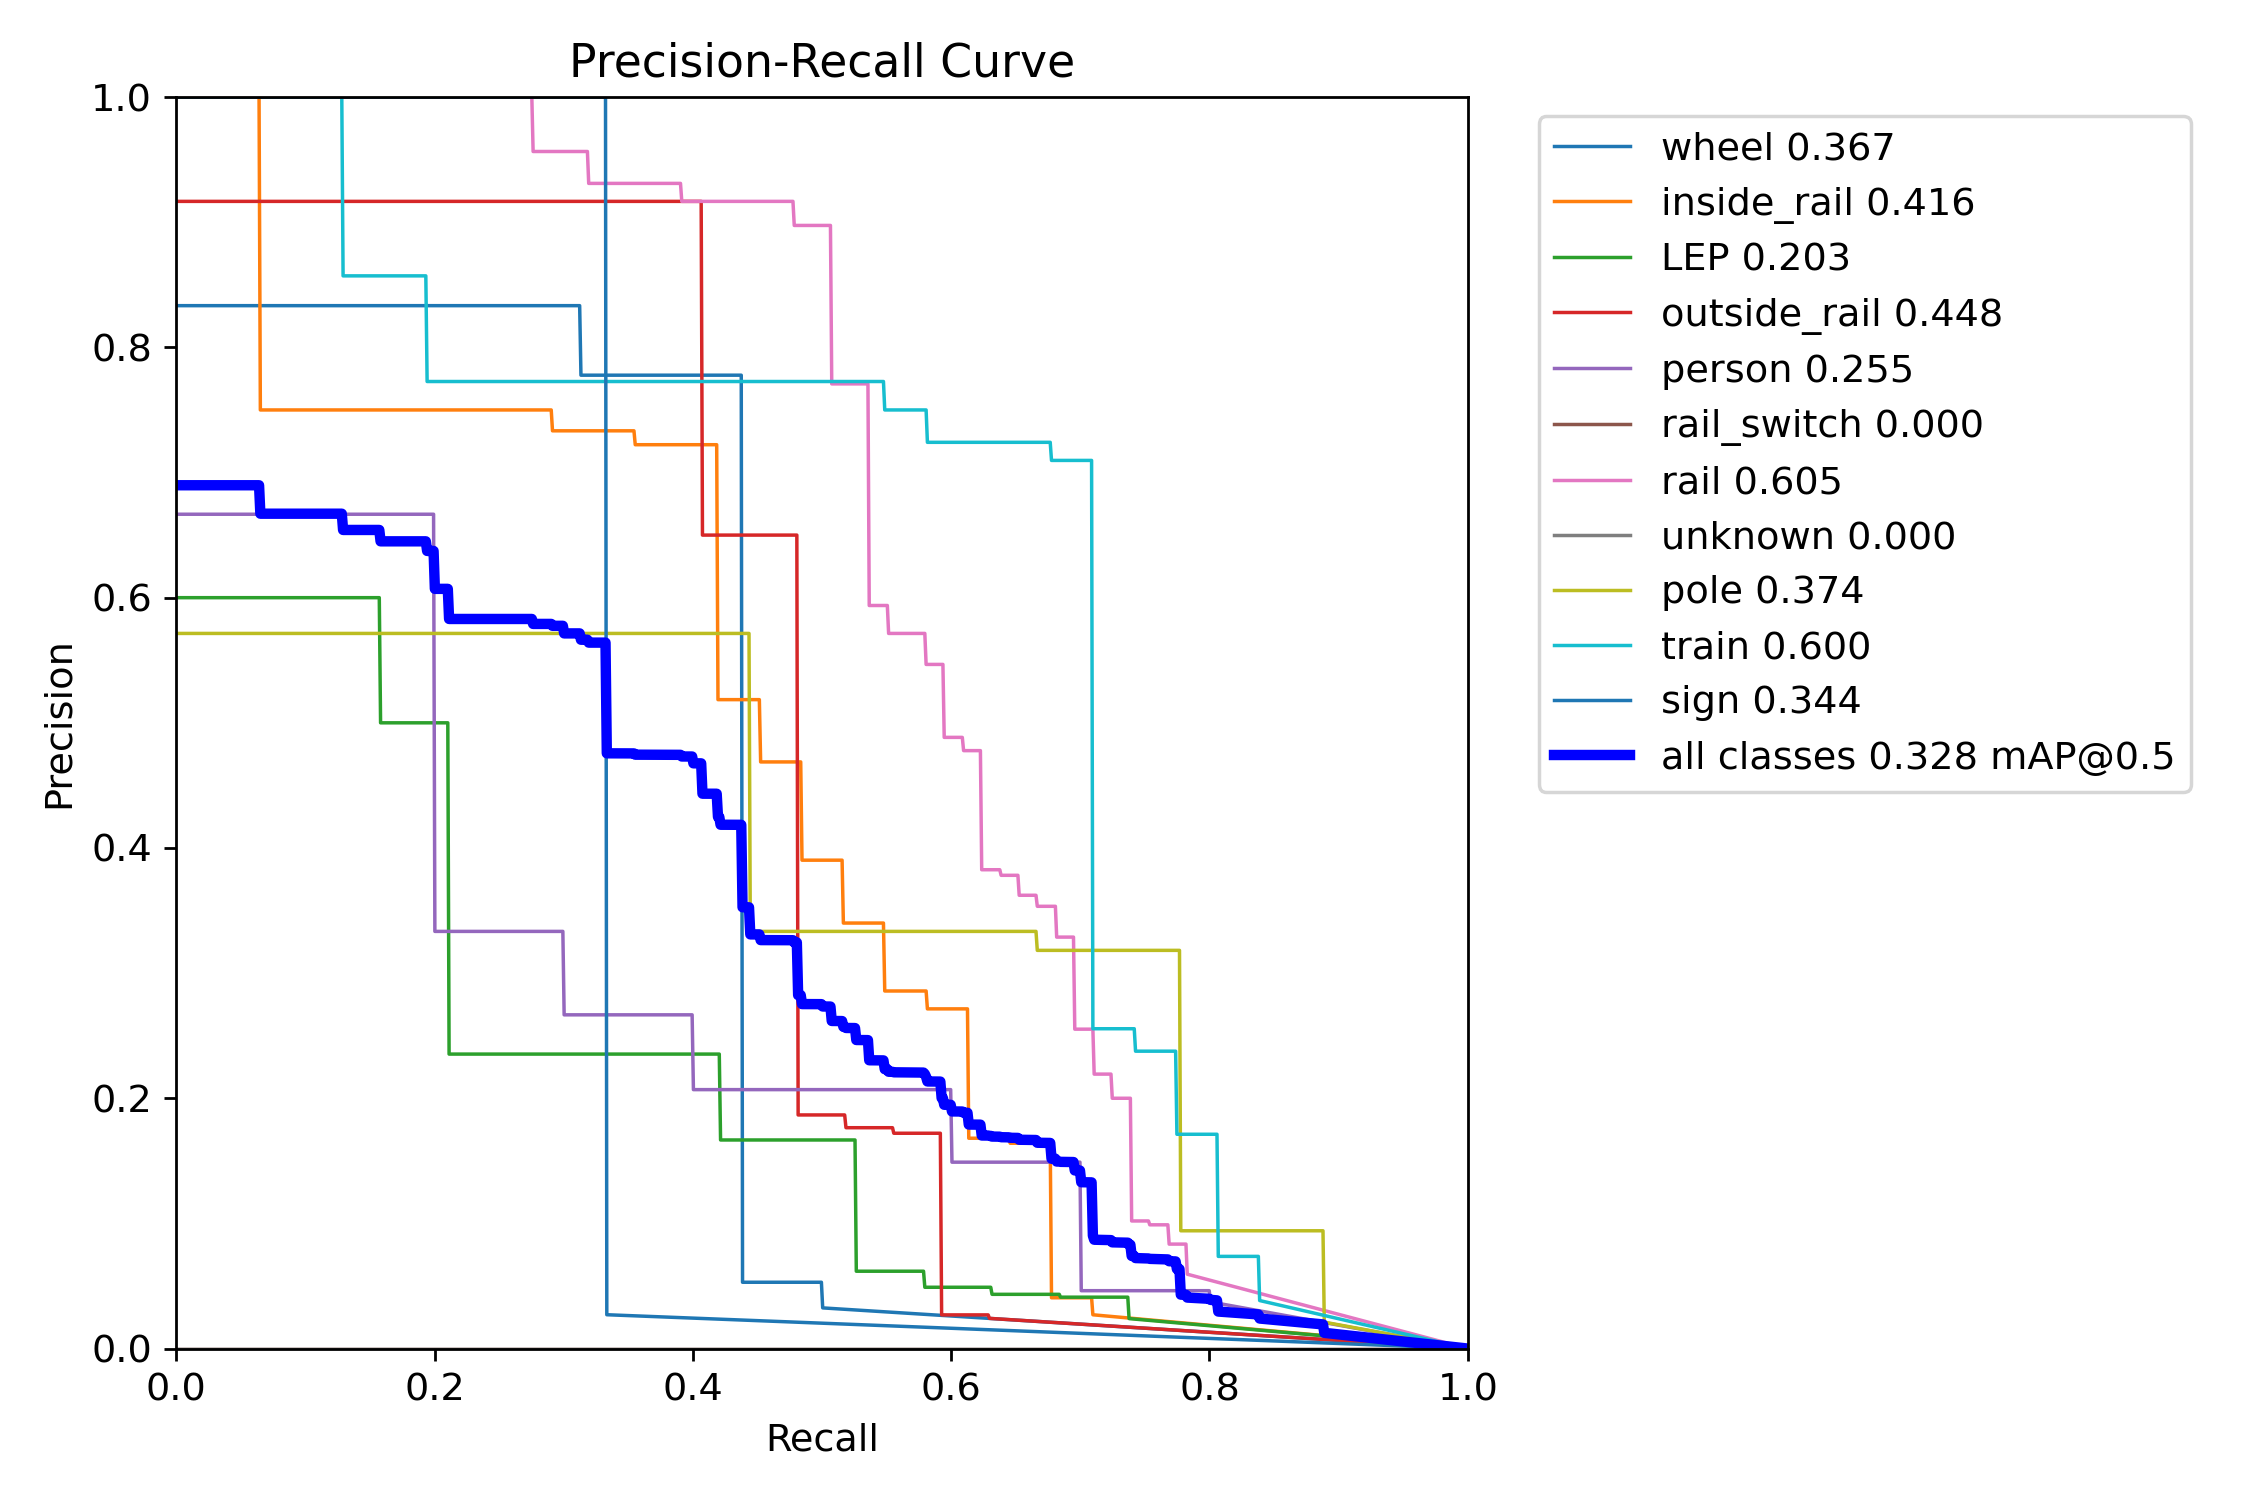 Precision-Recall Curve
1.0
0.8
0.6
0.4
0.2
0.0
Precision
0.0 0.2 0.4 0.6 0.8 1.0
Recall
wheel 0.367
inside_rail 0.416
LEP 0.203
outside_rail 0.448
person 0.255
rail_switch 0.000
rail 0.605
unknown 0.000
pole 0.374
train 0.600
sign 0.344
all classes 0.328 mAP@0.5